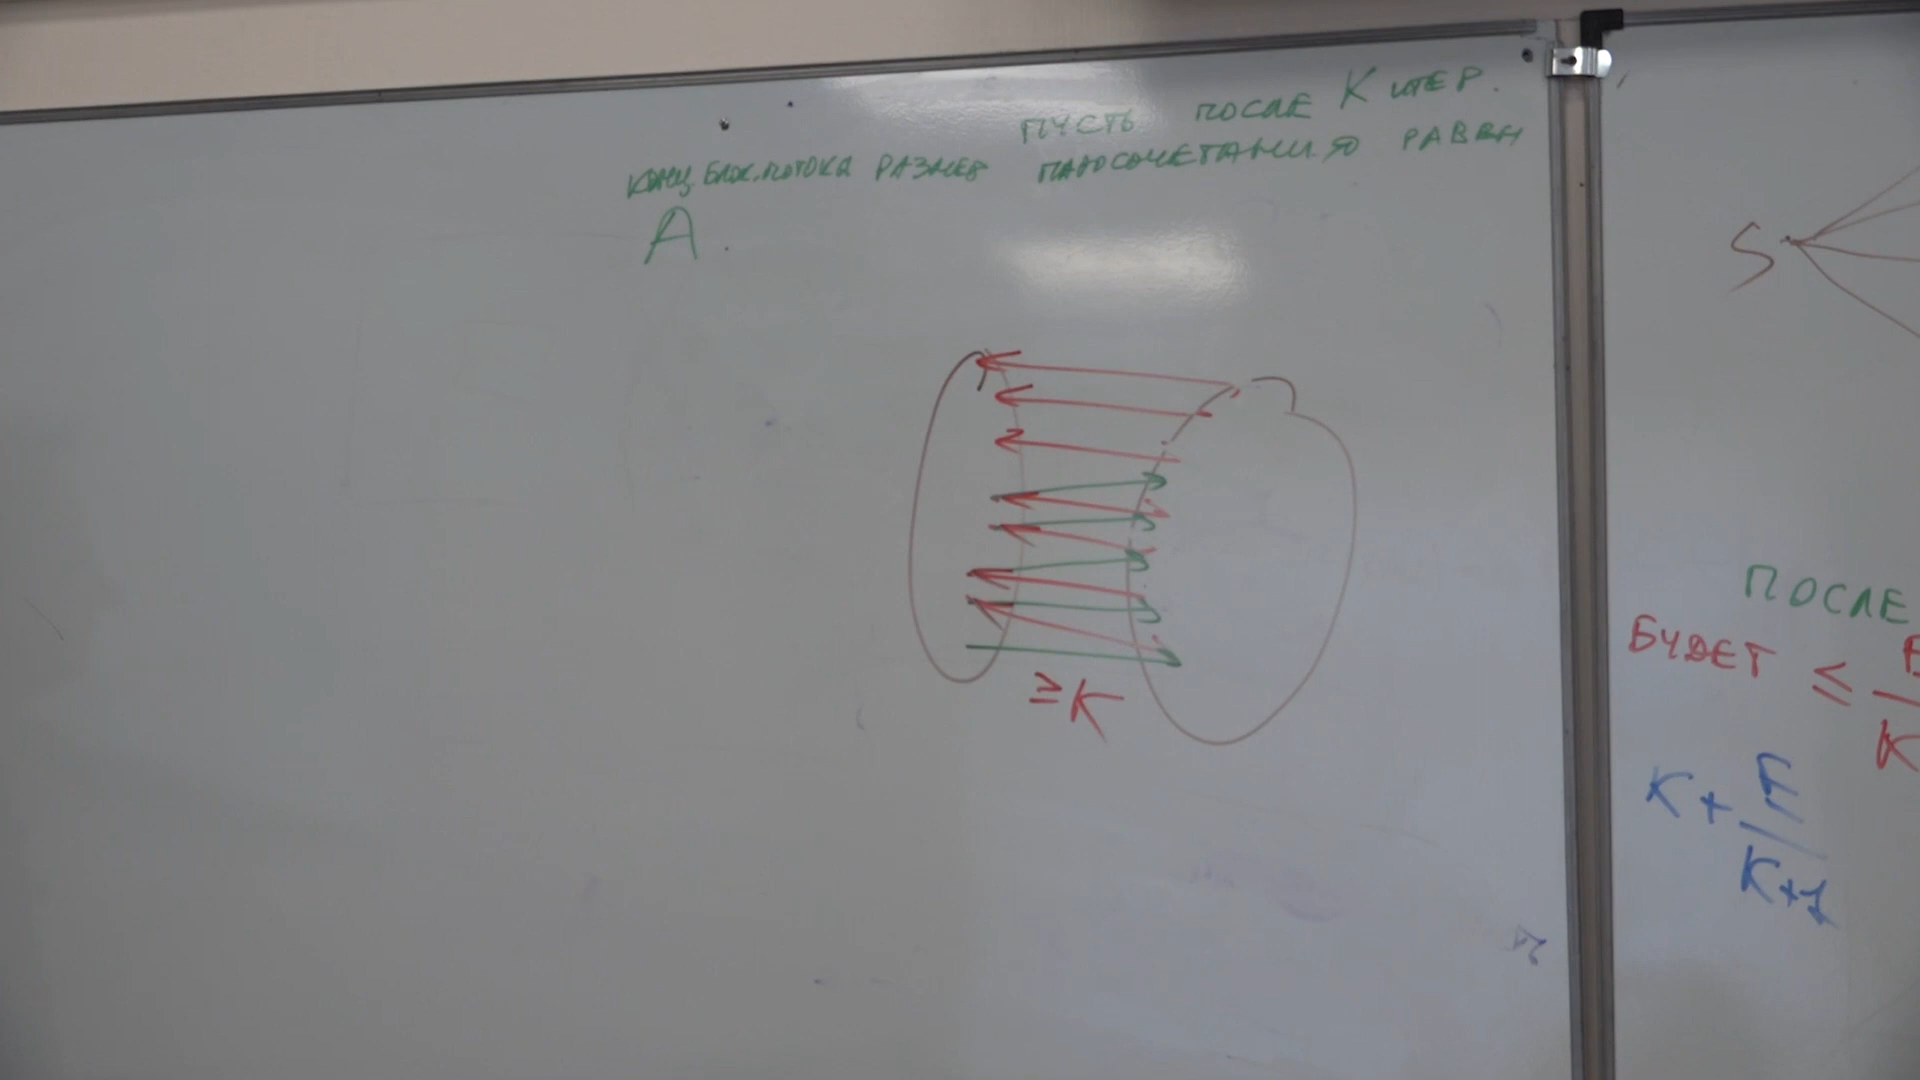 ПУСТЬ ПОСЛЕ К ИТЕР.
КОНЦ. БЛОК. ПОТОКА РАЗМЕР ПАРОСОЧЕТАНИЯ РАВЕН
А.
S
≥К
ПОСЛЕ
БУДЕТ ≤
К
К +
К+1